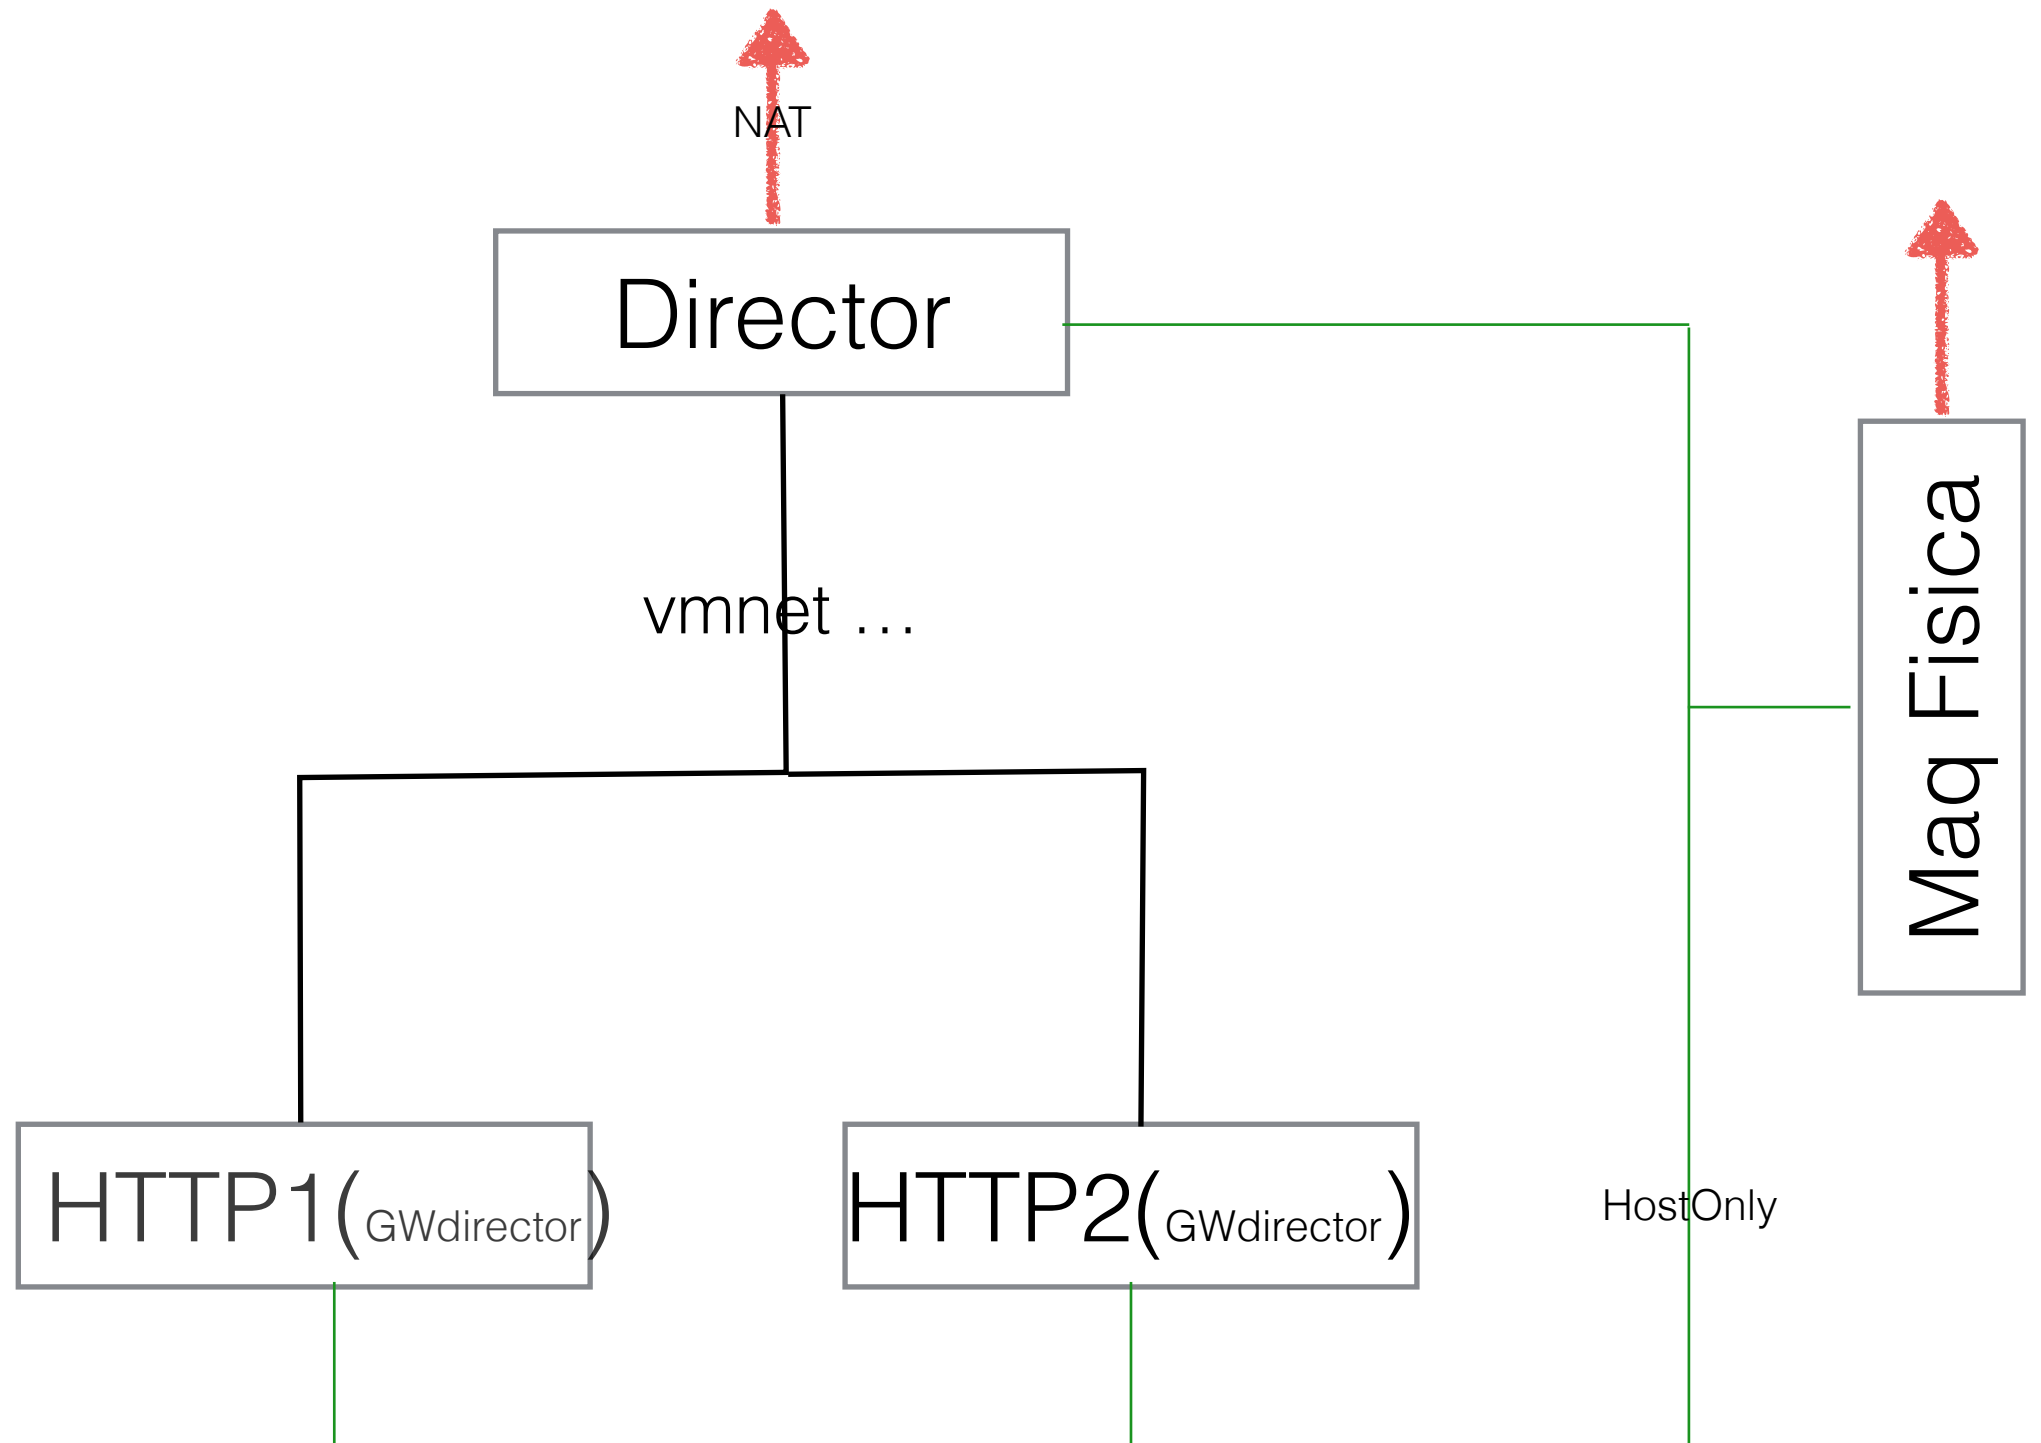 NAT
Director
vmnet …
Maq Fisica
HTTP1(GWdirector)
HTTP2(GWdirector)
HostOnly